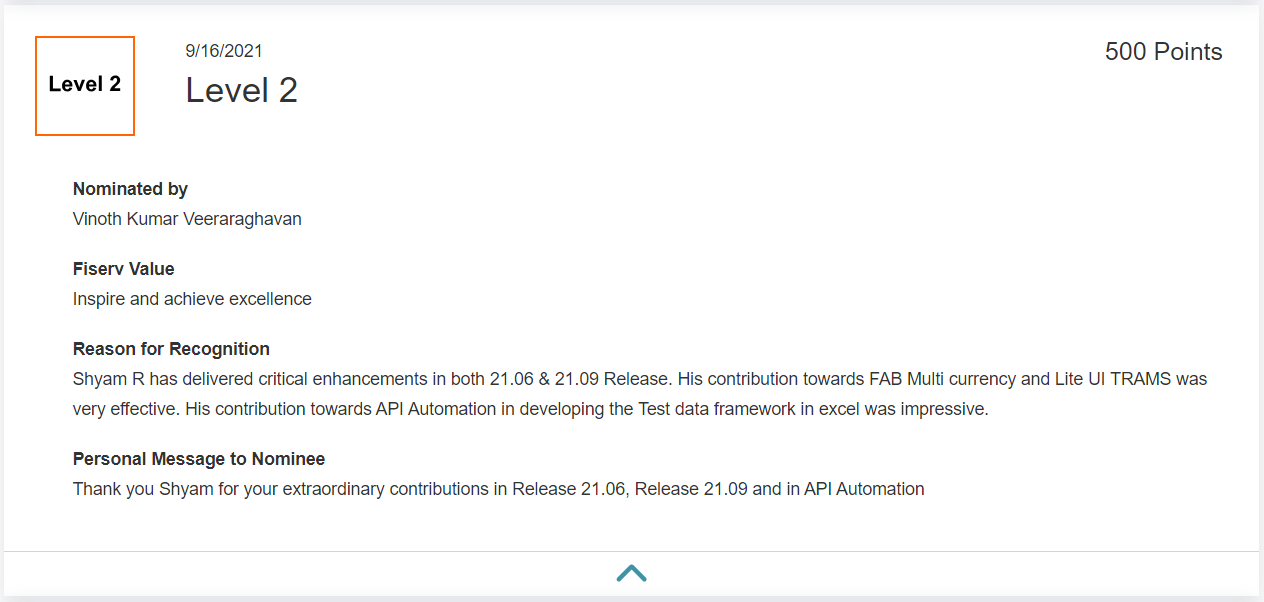 Level 2
9/16/2021
Level 2
500 Points
Nominated by
Vinoth Kumar Veeraraghavan
Fiserv Value
Inspire and achieve excellence
Reason for Recognition
Shyam R has delivered critical enhancements in both 21.06 & 21.09 Release. His contribution towards FAB Multi currency and Lite UI TRAMS was
very effective. His contribution towards API Automation in developing the Test data framework in excel was impressive.
Personal Message to Nominee
Thank you Shyam for your extraordinary contributions in Release 21.06, Release 21.09 and in API Automation